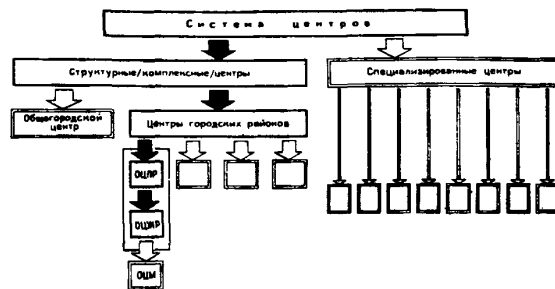 Система центров
Структурные/комплексные/центры
Специализированные центры
Общегородской
центр
Центры городских районов
ОЦПР
ОЦЖР
ОЦМ